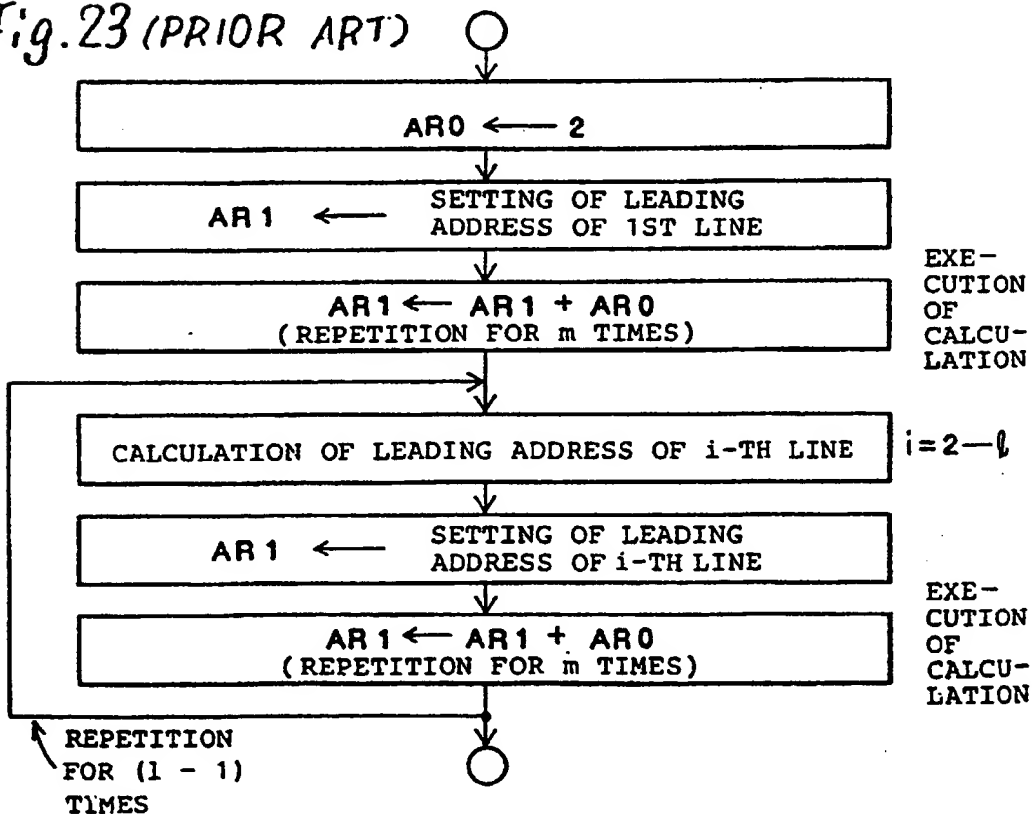 Fig. 23 (PRIOR ART)
AR0 ← 2
AR1 ← SETTING OF LEADING
ADDRESS OF 1ST LINE
AR1 ← AR1 + AR0
(REPETITION FOR m TIMES)
EXE-
CUTION
OF
CALCU-
LATION
CALCULATION OF LEADING ADDRESS OF i-TH LINE
i=2—ℓ
AR1 ← SETTING OF LEADING
ADDRESS OF i-TH LINE
AR1 ← AR1 + AR0
(REPETITION FOR m TIMES)
EXE-
CUTION
OF
CALCU-
LATION
REPETITION
FOR (1 - 1)
TIMES